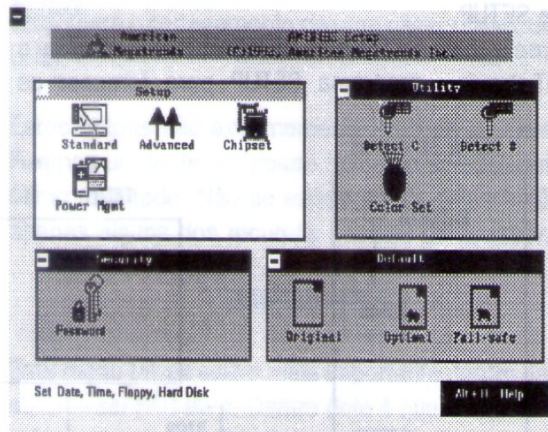 American AMIBIOS Setup
Megatrends (C)1992, American Megatrends Inc.
Setup
Standard Advanced Chipset
Power Mgmt
Utility
Detect C Detect D
Color Set
Security
Password
Default
Original Optimal Fail-safe
Set Date, Time, Floppy, Hard Disk
Alt+H Help